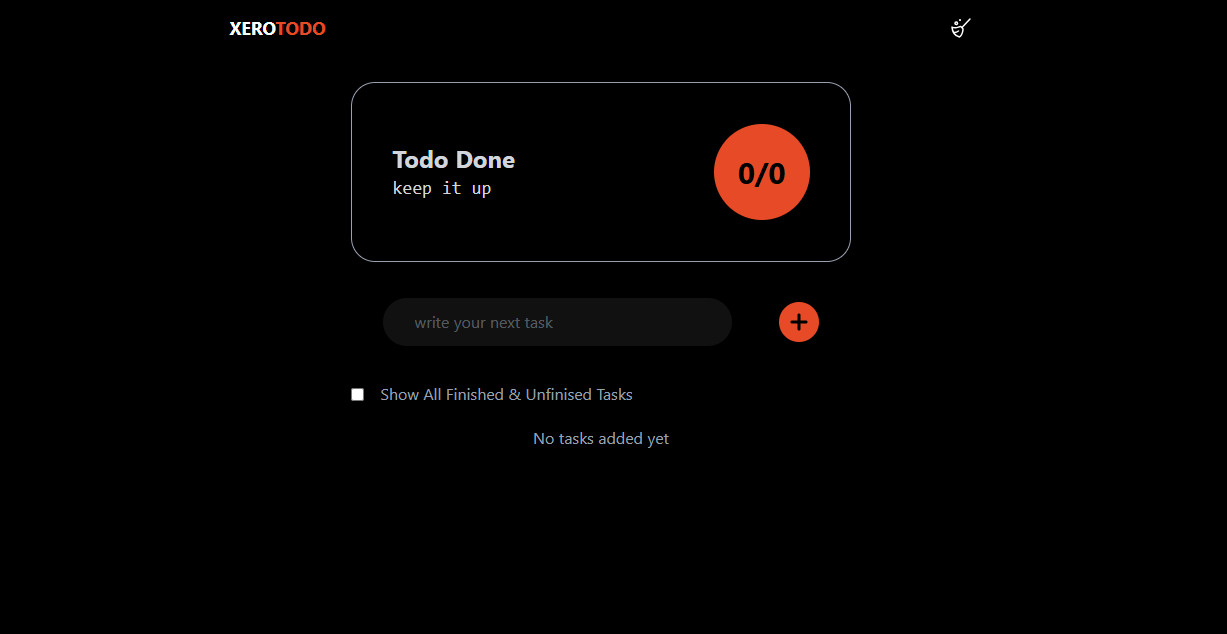 XEROTODO
Todo Done
keep it up
0/0
write your next task
Show All Finished & Unfinised Tasks
No tasks added yet